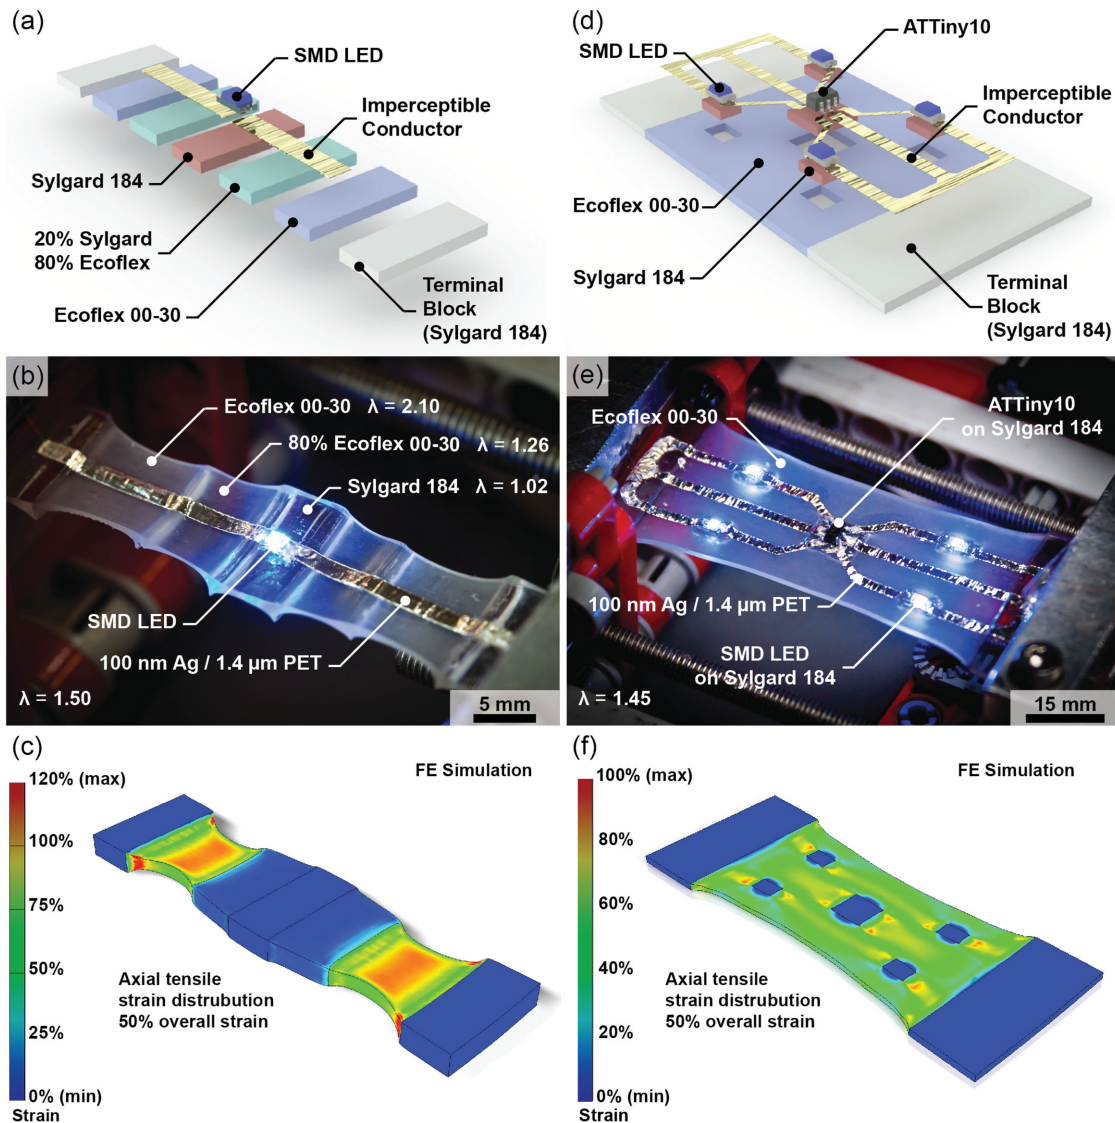 (a)
SMD LED
Imperceptible
Conductor
Sylgard 184
20% Sylgard
80% Ecoflex
Ecoflex 00-30
Terminal
Block
(Sylgard 184)
(d)
ATTiny10
SMD LED
Imperceptible
Conductor
Ecoflex 00-30
Sylgard 184
Terminal
Block
(Sylgard 184)
(b)
Ecoflex 00-30 λ = 2.10
80% Ecoflex 00-30 λ = 1.26
Sylgard 184 λ = 1.02
SMD LED
100 nm Ag / 1.4 µm PET
λ = 1.50
5 mm
(e)
Ecoflex 00-30
ATTiny10
on Sylgard 184
100 nm Ag / 1.4 µm PET
SMD LED
on Sylgard 184
λ = 1.45
15 mm
(c)
120% (max)
FE Simulation
100%
75%
50%
25%
0% (min)
Strain
Axial tensile
strain distrubution
50% overall strain
(f)
100% (max)
FE Simulation
80%
60%
40%
20%
0% (min)
Strain
Axial tensile
strain distrubution
50% overall strain